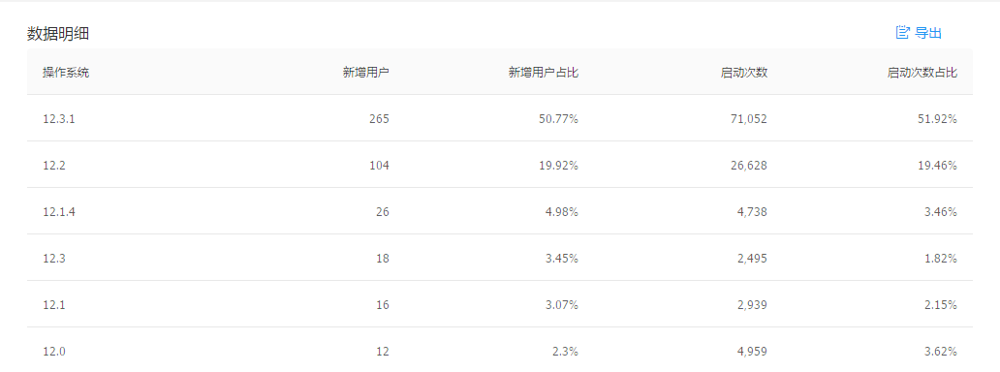 数据明细 导出
操作系统 新增用户 新增用户占比 启动次数 启动次数占比
12.3.1 265 50.77% 71,052 51.92%
12.2 104 19.92% 26,628 19.46%
12.1.4 26 4.98% 4,738 3.46%
12.3 18 3.45% 2,495 1.82%
12.1 16 3.07% 2,939 2.15%
12.0 12 2.3% 4,959 3.62%